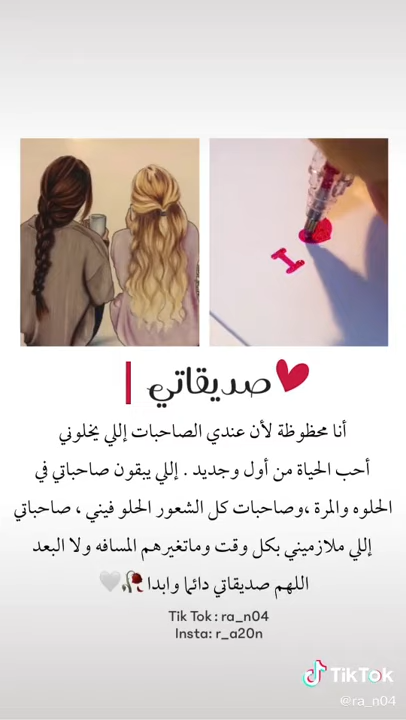 I
صديقاتي
أنا محظوظة لأن عندي الصاحبات إللي يخلوني
أحب الحياة من أول وجديد . إللي يبقون صاحباتي في
الحلوه والمرة ،وصاحبات كل الشعور الحلو فيني ، صاحباتي
إللي ملازميني بكل وقت وماتغيرهم المسافه ولا البعد
اللهم صديقاتي دائما وابدا 🥀🤍
Tik Tok : ra_n04
Insta: r_a20n
TikTok
@ra_n04